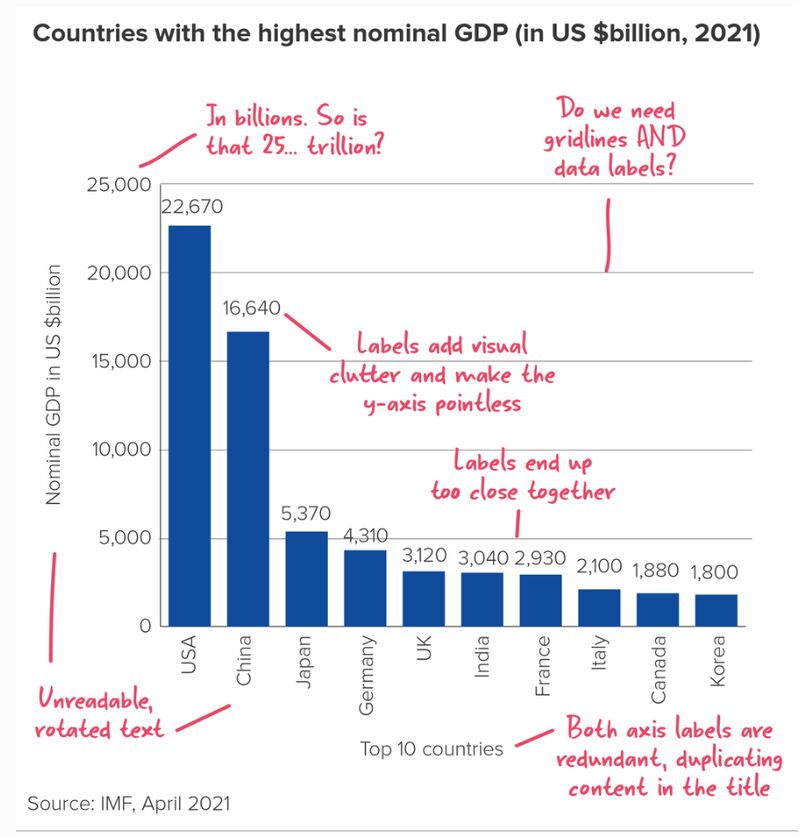 Countries with the highest nominal GDP (in US $billion, 2021)
In billions. So is
that 25... trillion?
Do we need
gridlines AND
data labels?
25,000
22,670
20,000
16,640
Labels add visual
clutter and make the
y-axis pointless
15,000
Nominal GDP in US $billion
10,000
Labels end up
too close together
5,370
5,000
4,310
3,120
3,040
2,930
2,100
1,880
1,800
0
USA
China
Japan
Germany
UK
India
France
Italy
Canada
Korea
Unreadable,
rotated text
Top 10 countries
Both axis labels are
redundant, duplicating
content in the title
Source: IMF, April 2021